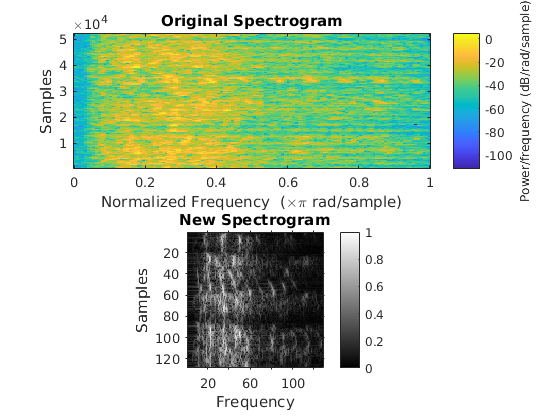 Original Spectrogram
×10⁴
5
4
3
2
1
Samples
0 0.2 0.4 0.6 0.8 1
Normalized Frequency (×π rad/sample)
0
-20
-40
-60
-80
-100
Power/frequency (dB/rad/sample)
New Spectrogram
20
40
60
80
100
120
Samples
20 60 100
Frequency
1
0.8
0.6
0.4
0.2
0